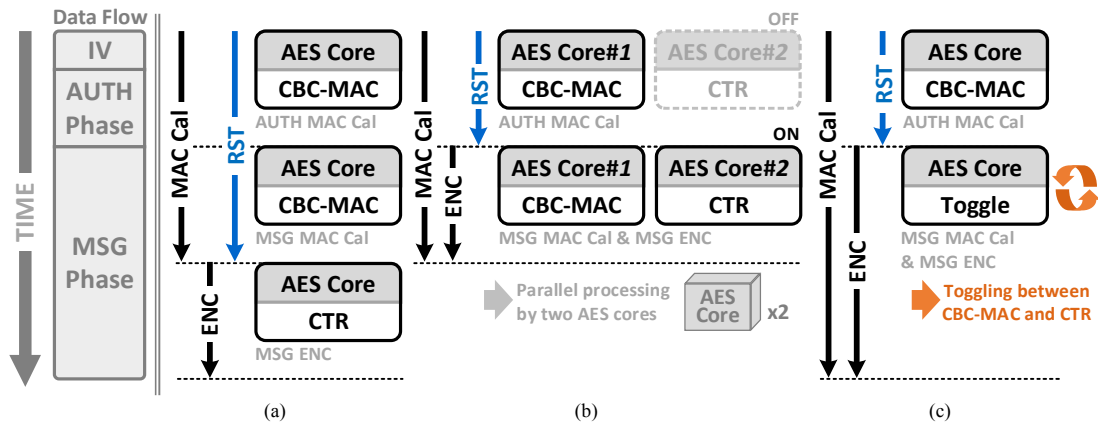 Data Flow
IV
AUTH
Phase
MSG
Phase
TIME
MAC Cal
RST
AES Core
CBC-MAC
AUTH MAC Cal
AES Core
CBC-MAC
MSG MAC Cal
ENC
AES Core
CTR
MSG ENC
(a)
MAC Cal
RST
AES Core#1
CBC-MAC
AUTH MAC Cal
OFF
AES Core#2
CTR
ON
ENC
AES Core#1
CBC-MAC
AES Core#2
CTR
MSG MAC Cal & MSG ENC
Parallel processing
by two AES cores
AES
Core
x2
(b)
MAC Cal
RST
AES Core
CBC-MAC
AUTH MAC Cal
ENC
AES Core
Toggle
MSG MAC Cal
& MSG ENC
Toggling between
CBC-MAC and CTR
(c)